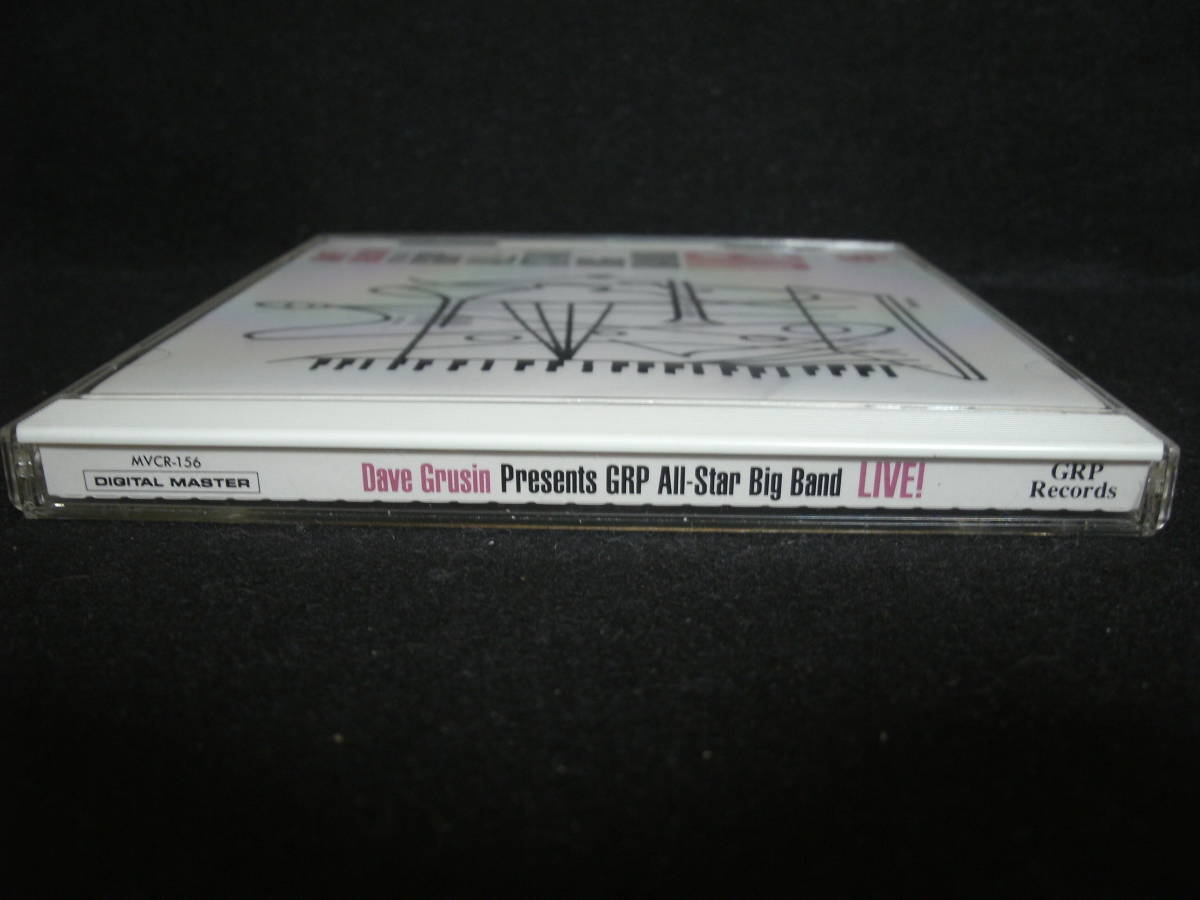 MVCR-156
DIGITAL MASTER
Dave Grusin Presents GRP All-Star Big Band LIVE!
GRP
Records